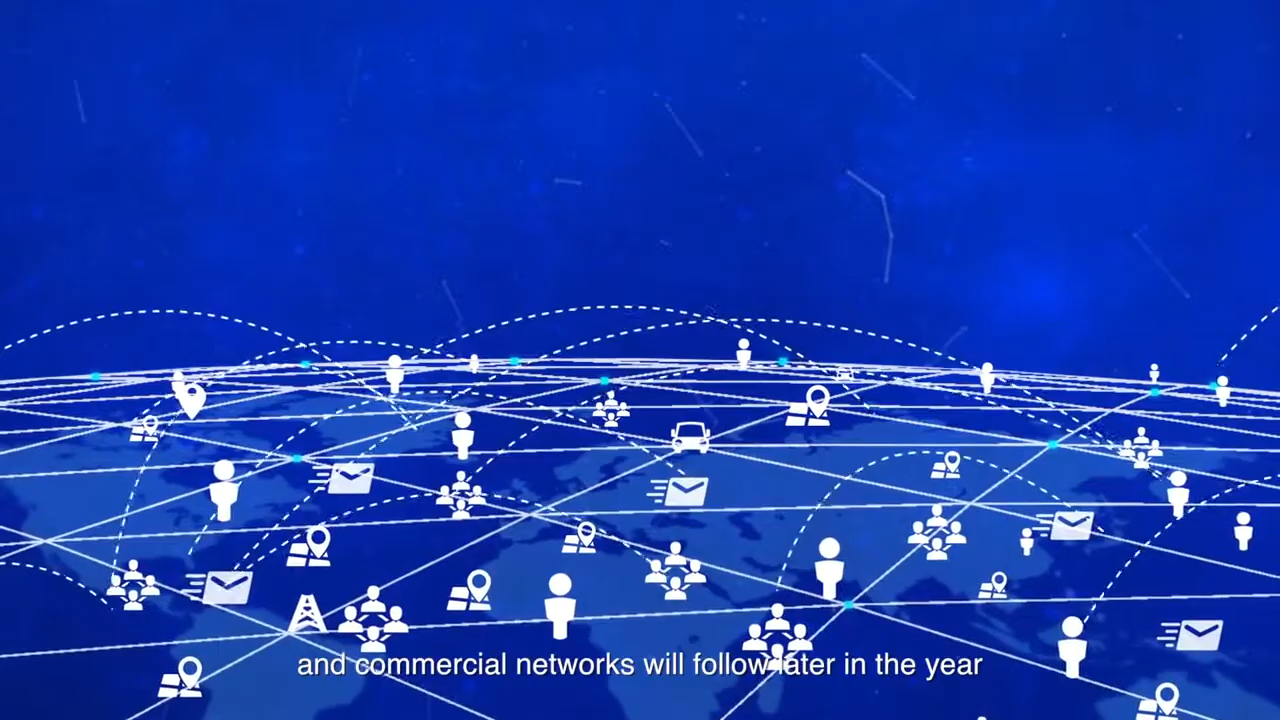 and commercial networks will follow later in the year